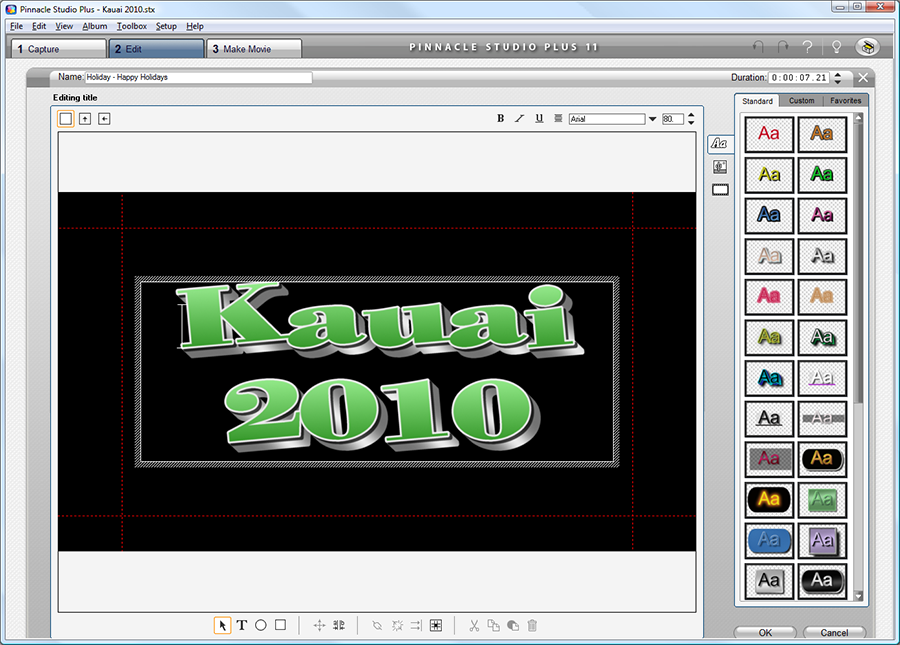 Pinnacle Studio Plus - Kauai 2010.stx
File Edit View Album Toolbox Setup Help
1 Capture 2 Edit 3 Make Movie PINNACLE STUDIO PLUS 11 ?
Name: Holiday - Happy Holidays Duration: 0:00:07.21
Editing title
B I U Arial 80.
Standard Custom Favorites
Aa
Aa Aa
Aa Aa
Aa Aa
Aa Aa
Aa Aa
Aa Aa
Aa Aa
Aa Aa
Aa Aa
Aa Aa
Aa Aa
Aa Aa
Kauai
2010
T
OK Cancel